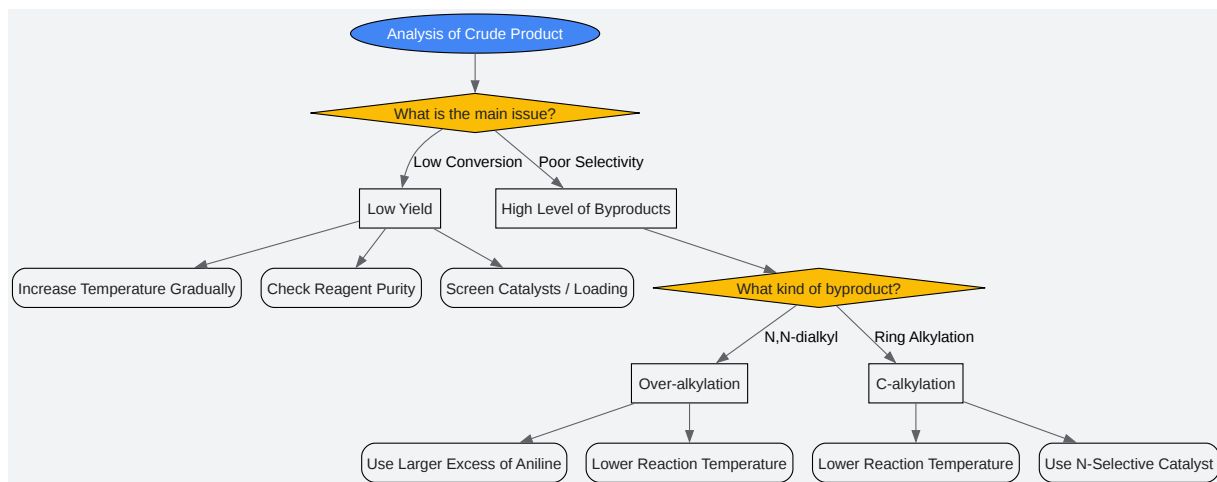 Analysis of Crude Product
What is the main issue?
Low Conversion
Poor Selectivity
Low Yield
High Level of Byproducts
Increase Temperature Gradually
Check Reagent Purity
Screen Catalysts / Loading
What kind of byproduct?
N,N-dialkyl
Ring Alkylation
Over-alkylation
C-alkylation
Use Larger Excess of Aniline
Lower Reaction Temperature
Lower Reaction Temperature
Use N-Selective Catalyst